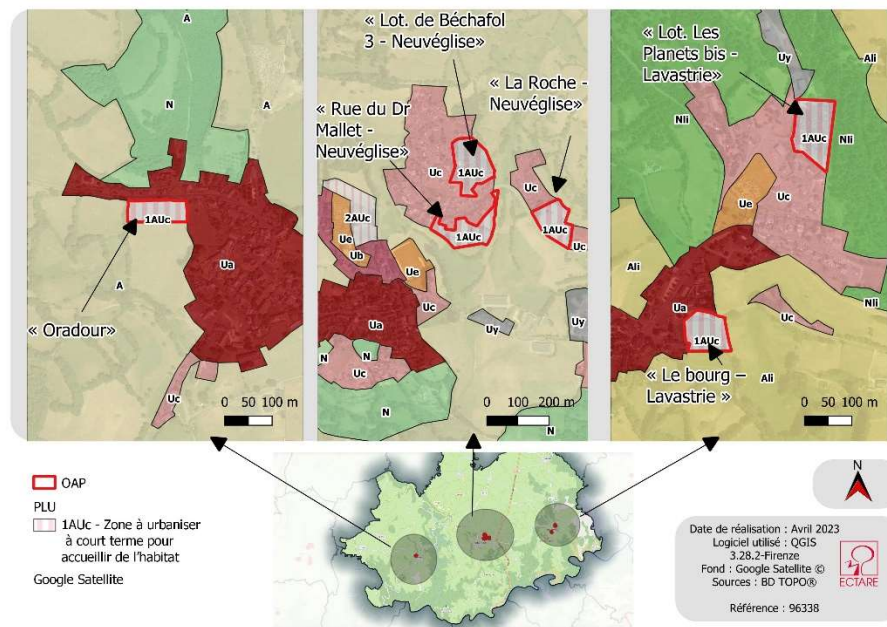 A
N
A
1AUc
Ua
A
« Oradour»
Uc
0 50 100 m
« Lot. de Béchafol
3 - Neuvéglise»
« La Roche -
Neuvéglise»
« Rue du Dr
Mallet -
Neuvéglise»
Uc
1AUc
Uc
2AUc
1AUc
1AUc
Ue
Uc
Ub
Ue
Uc
Ua
Uy
Uy
N
N
Uc
N
0 100 200 m
N
« Lot. Les
Planets bis -
Lavastrie»
Uy
Ali
1AUc
Nli
Nli
Uc
Ue
Ali
Nli
Ua
Uc
1AUc
« Le bourg –
Lavastrie »
Ali
0 50 100 m
OAP
PLU
1AUc - Zone à urbaniser
à court terme pour
accueillir de l'habitat
Google Satellite
N
Date de réalisation : Avril 2023
Logiciel utilisé : QGIS
3.28.2-Firenze
Fond : Google Satellite ©
Sources : BD TOPO®
Référence : 96338
ECTARE